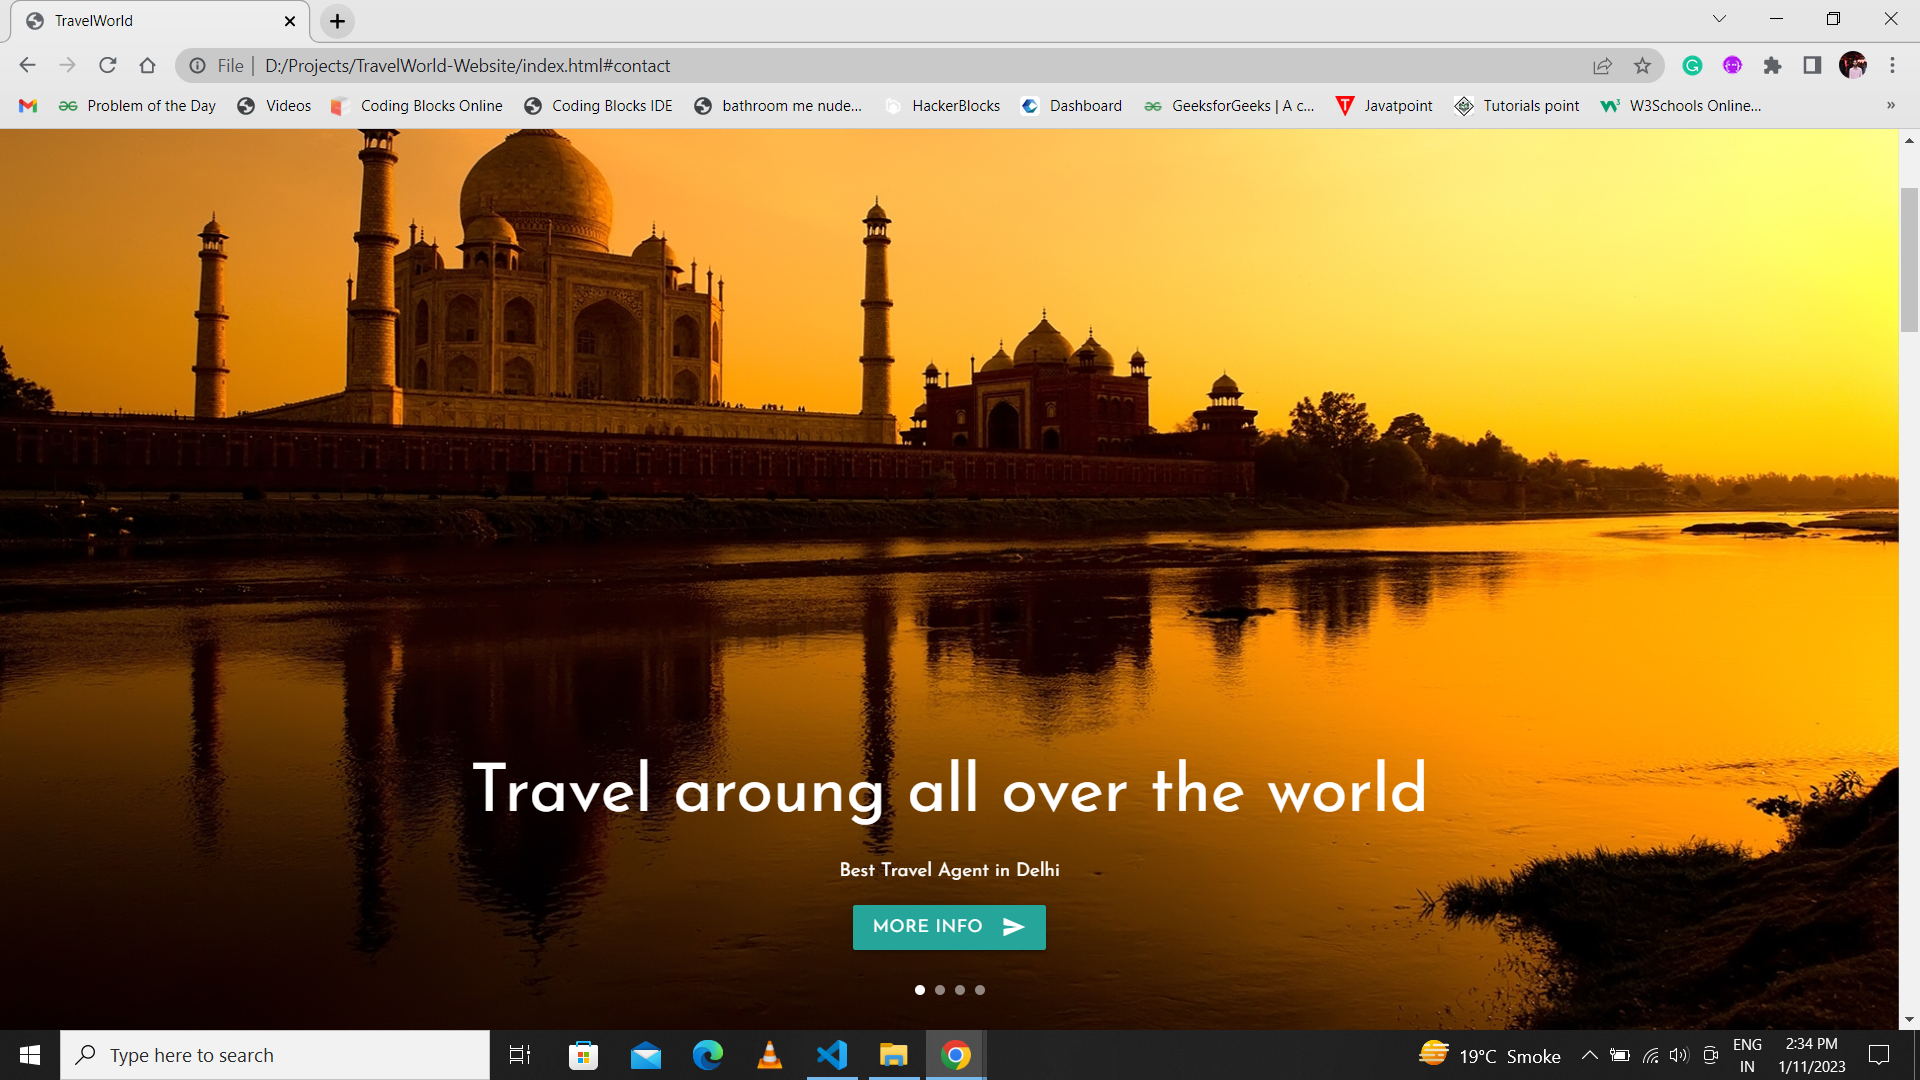 TravelWorld
File | D:/Projects/TravelWorld-Website/index.html#contact
Problem of the Day Videos Coding Blocks Online Coding Blocks IDE bathroom me nude... HackerBlocks Dashboard GeeksforGeeks | A c... Javatpoint Tutorials point W3Schools Online... »
Travel aroung all over the world
Best Travel Agent in Delhi
MORE INFO
Type here to search
19°C Smoke
ENG
IN
2:34 PM
1/11/2023